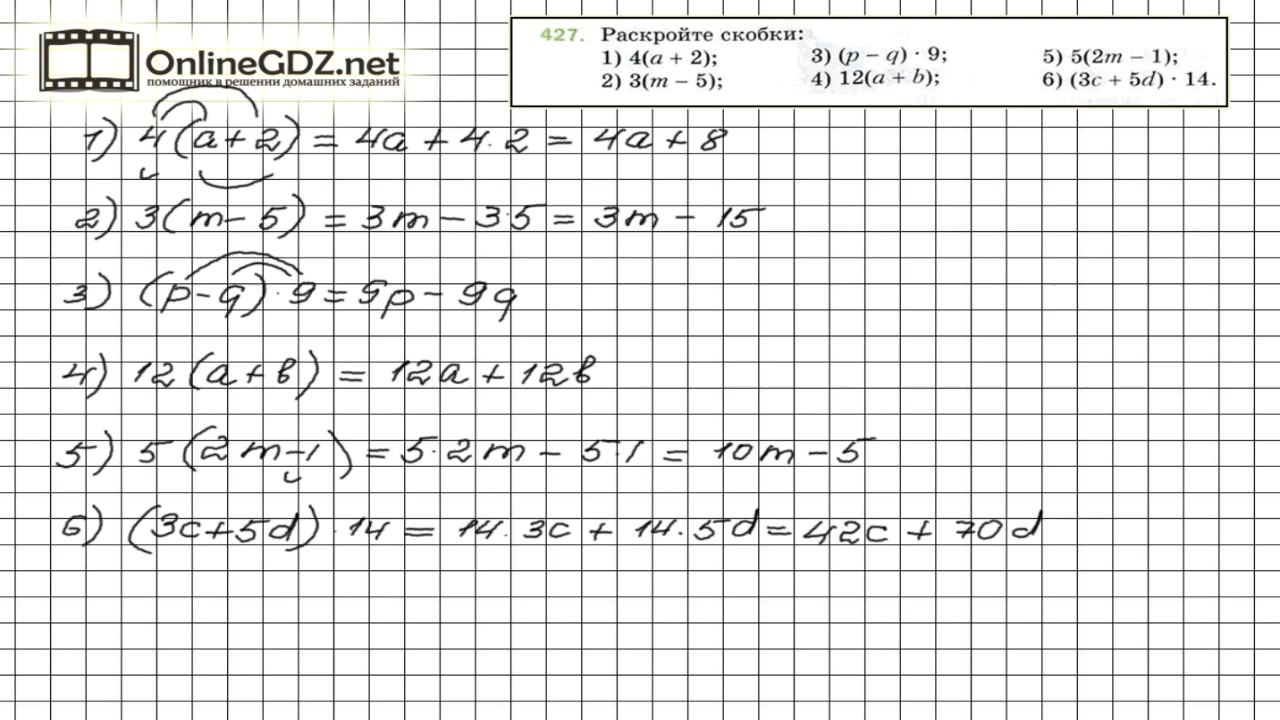 OnlineGDZ.net
помощник в решении домашних заданий
427. Раскройте скобки:
1) 4(a + 2); 3) (p − q) · 9; 5) 5(2m − 1);
2) 3(m − 5); 4) 12(a + b); 6) (3c + 5d) · 14.
1) 4(a+2) = 4a + 4·2 = 4a + 8
2) 3(m−5) = 3m − 3·5 = 3m − 15
3) (p−q)·9 = 9p − 9q
4) 12(a+b) = 12a + 12b
5) 5(2m−1) = 5·2m − 5·1 = 10m − 5
6) (3c+5d)·14 = 14·3c + 14·5d = 42c + 70d